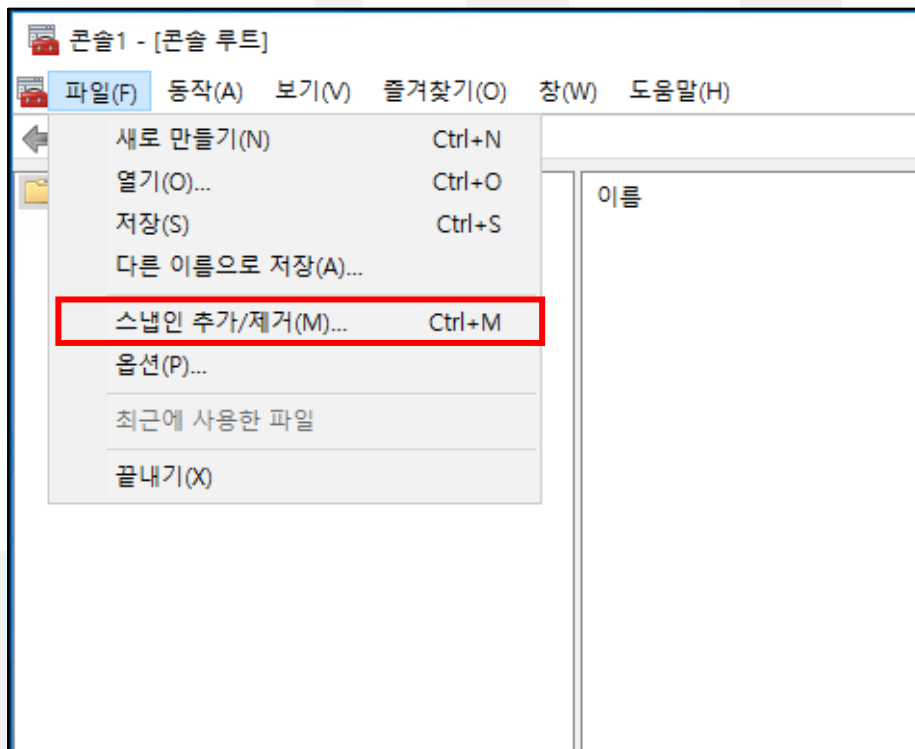 콘솔1 - [콘솔 루트]
파일(F) 동작(A) 보기(V) 즐겨찾기(O) 창(W) 도움말(H)
새로 만들기(N) Ctrl+N
열기(O)... Ctrl+O
이름
저장(S) Ctrl+S
다른 이름으로 저장(A)...
스냅인 추가/제거(M)... Ctrl+M
옵션(P)...
최근에 사용한 파일
끝내기(X)